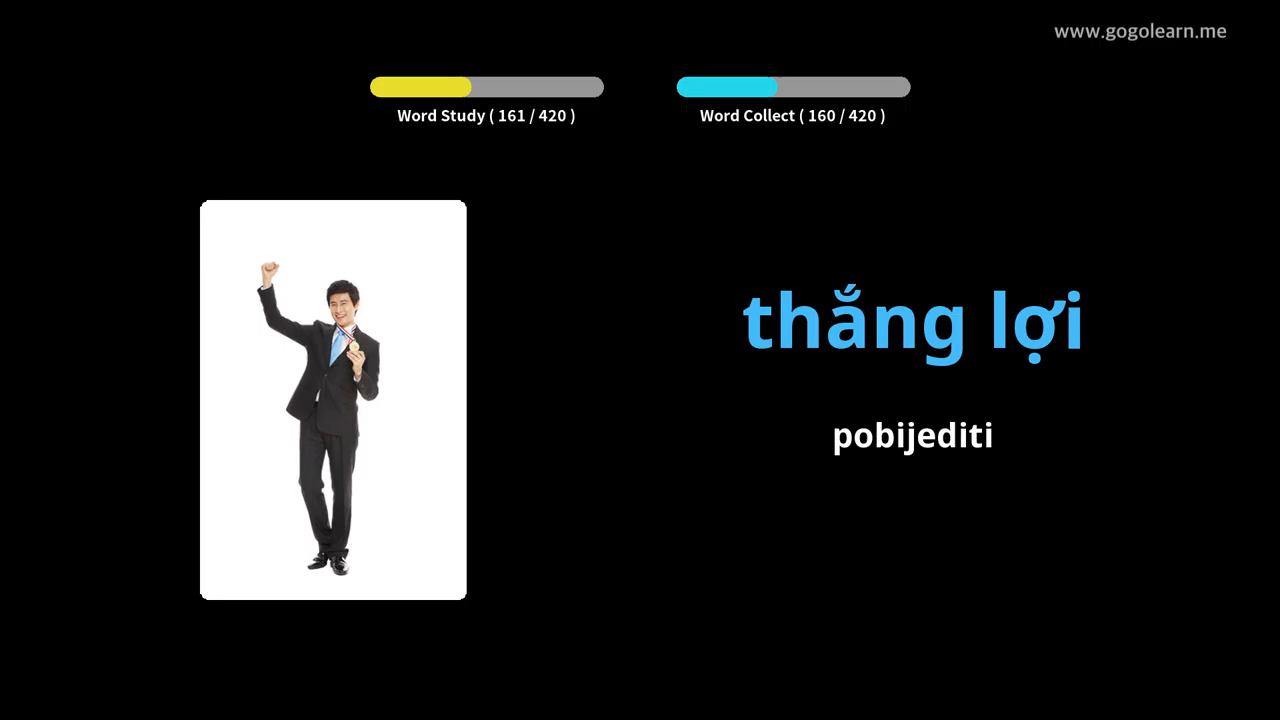 www.gogolearn.me
Word Study ( 161 / 420 )
Word Collect ( 160 / 420 )
thắng lợi
pobijediti